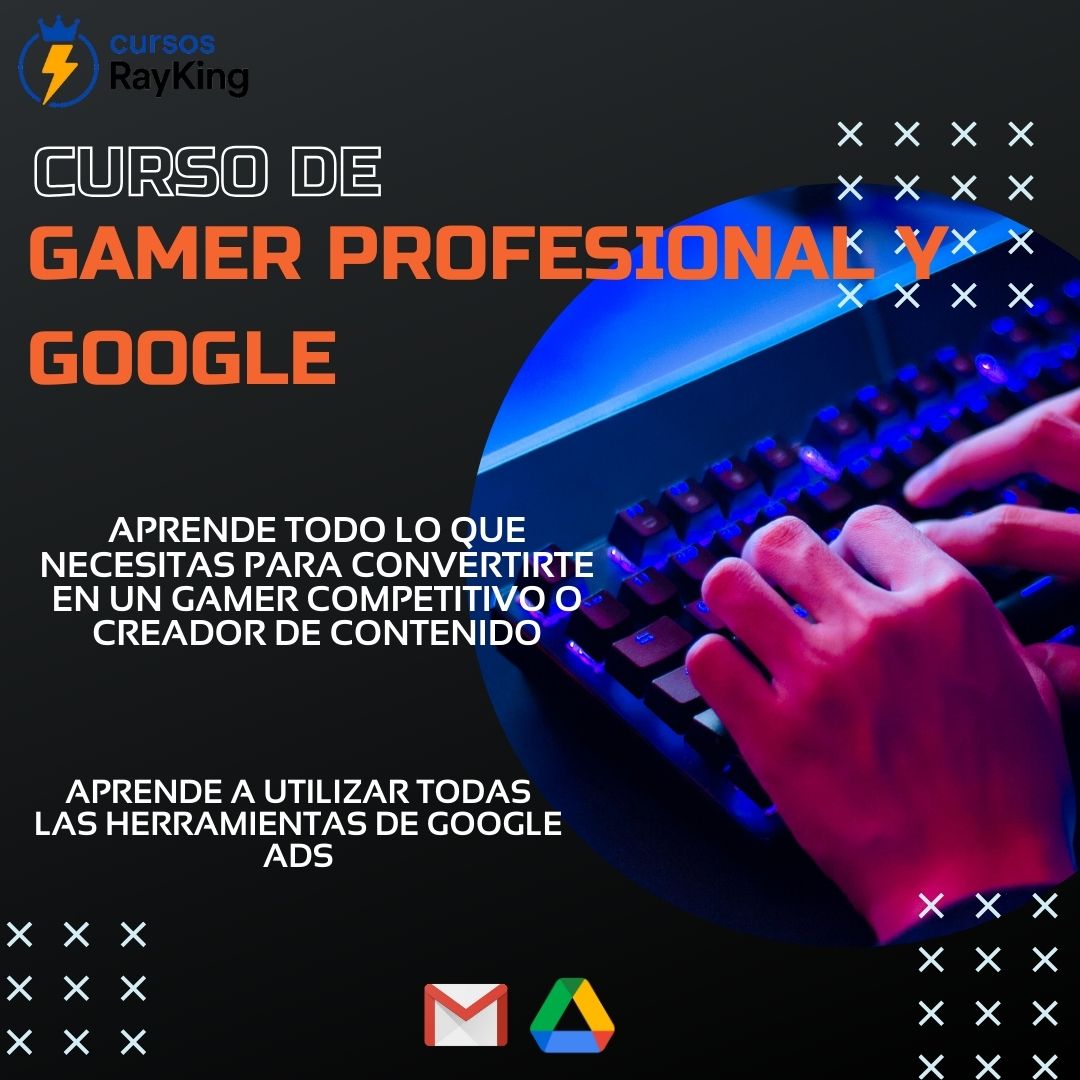 cursos
RayKing
CURSO DE
GAMER PROFESIONAL Y
GOOGLE
APRENDE TODO LO QUE
NECESITAS PARA CONVERTIRTE
EN UN GAMER COMPETITIVO O
CREADOR DE CONTENIDO
APRENDE A UTILIZAR TODAS
LAS HERRAMIENTAS DE GOOGLE
ADS